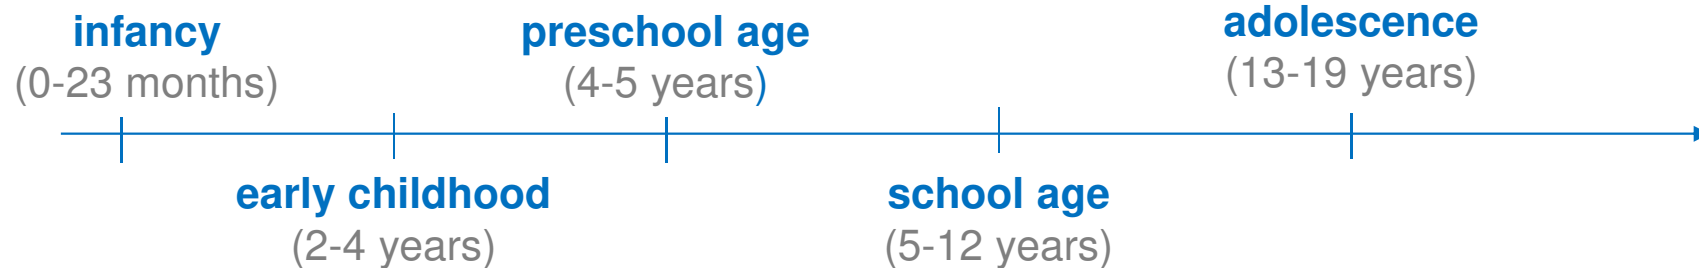 infancy
(0-23 months)
early childhood
(2-4 years)
preschool age
(4-5 years)
school age
(5-12 years)
adolescence
(13-19 years)